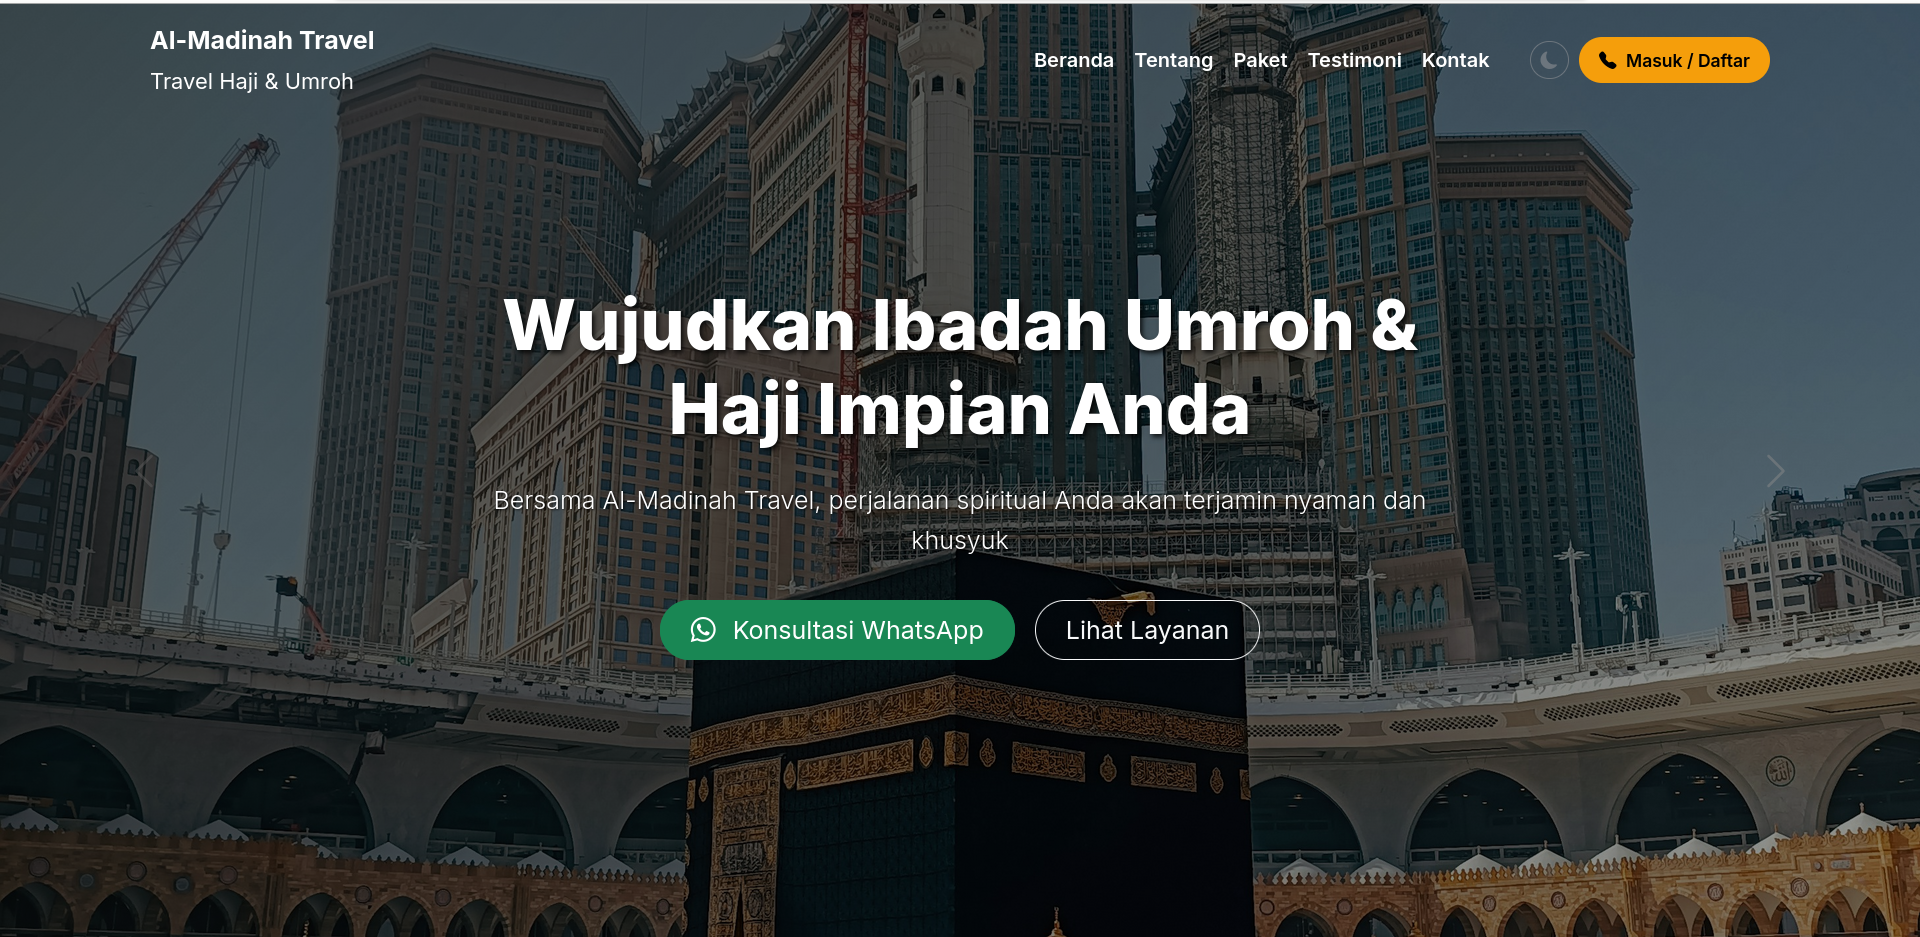 Al-Madinah Travel
Travel Haji & Umroh
Beranda Tentang Paket Testimoni Kontak Masuk / Daftar
Wujudkan Ibadah Umroh &
Haji Impian Anda
Bersama Al-Madinah Travel, perjalanan spiritual Anda akan terjamin nyaman dan
khusyuk
Konsultasi WhatsApp Lihat Layanan